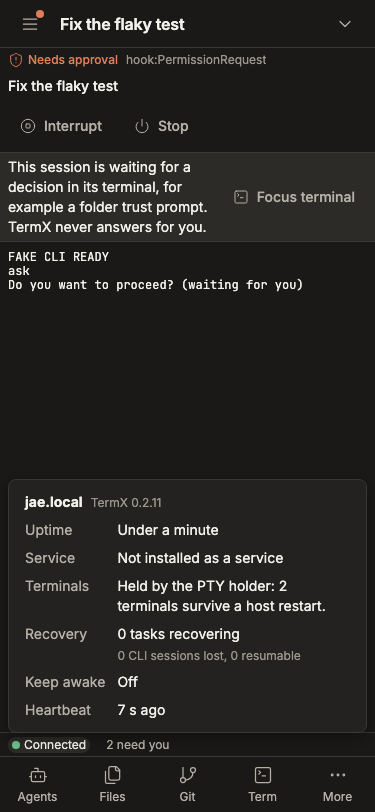 Fix the flaky test
Needs approval hook:PermissionRequest
Fix the flaky test
Interrupt Stop
This session is waiting for a
decision in its terminal, for
example a folder trust prompt.
TermX never answers for you.
Focus terminal
FAKE CLI READY
ask
Do you want to proceed? (waiting for you)
jae.local TermX 0.2.11
Uptime Under a minute
Service Not installed as a service
Terminals Held by the PTY holder: 2
terminals survive a host restart.
Recovery 0 tasks recovering
0 CLI sessions lost, 0 resumable
Keep awake Off
Heartbeat 7 s ago
Connected 2 need you
Agents Files Git Term More